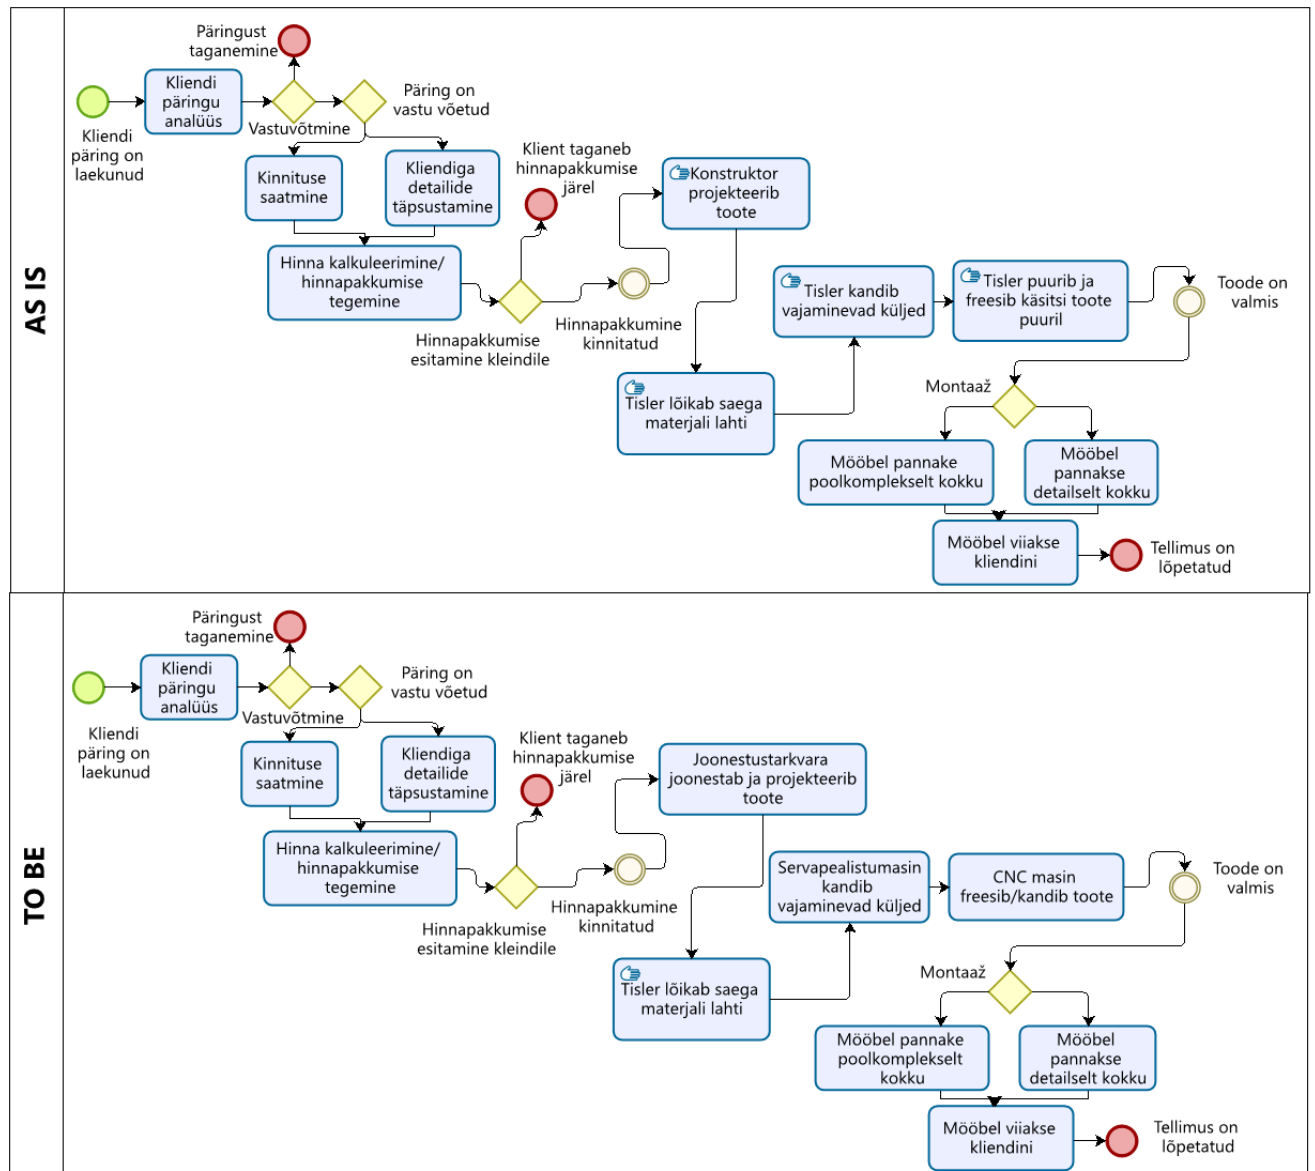 AS IS
Päringust
taganemine
Kliendi
päringu
analüüs
Päring on
vastu võetud
Vastuvõtmine
Kliendi
päring on
laekunud
Kinnituse
saatmine
Kliendiga
detailide
täpsustamine
Klient taganeb
hinnapakkumise
järel
Hinna kalkuleerimine/
hinnapakkumise
tegemine
Hinnapakkumise
esitamine kleindile
Hinnapakkumine
kinnitatud
Konstruktor
projekteerib
toote
Tisler lõikab saega
materjali lahti
Tisler kandib
vajaminevad küljed
Tisler puurib ja
freesib käsitsi toote
puuril
Toode on
valmis
Montaaž
Mööbel pannake
poolkomplekselt kokku
Mööbel
pannakse
detailselt kokku
Mööbel viiakse
kliendini
Tellimus on
lõpetatud
TO BE
Päringust
taganemine
Kliendi
päringu
analüüs
Päring on
vastu võetud
Vastuvõtmine
Kliendi
päring on
laekunud
Kinnituse
saatmine
Kliendiga
detailide
täpsustamine
Klient taganeb
hinnapakkumise
järel
Hinna kalkuleerimine/
hinnapakkumise
tegemine
Hinnapakkumise
esitamine kleindile
Hinnapakkumine
kinnitatud
Joonestustarkvara
joonestab ja projekteerib
toote
Tisler lõikab saega
materjali lahti
Servapealistumasin
kandib
vajaminevad küljed
CNC masin
freesib/kandib toote
Toode on
valmis
Montaaž
Mööbel pannake
poolkomplekselt
kokku
Mööbel
pannakse
detailselt kokku
Mööbel viiakse
kliendini
Tellimus on
lõpetatud